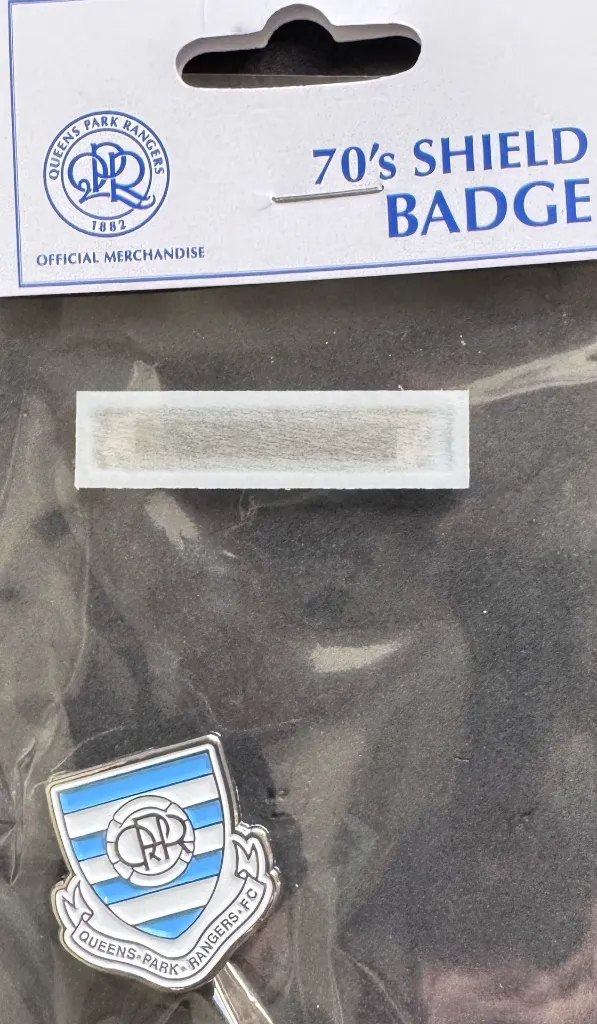 QUEENS PARK RANGERS
QPR
1882
OFFICIAL MERCHANDISE
70's SHIELD
BADGE
QPR
QUEENS • PARK • RANGERS • FC